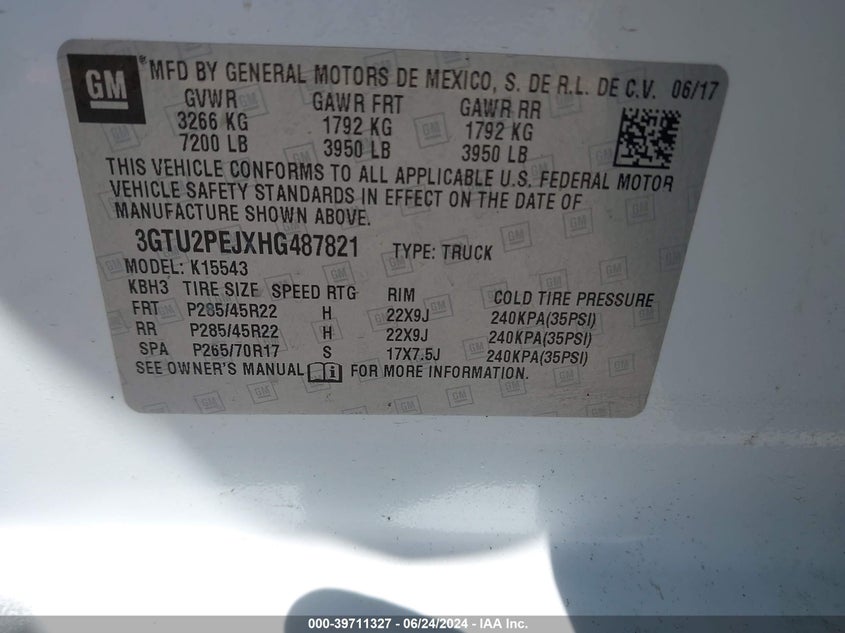 GM ® MFD BY GENERAL MOTORS DE MEXICO, S. DE R.L. DE C.V. 06/17
GVWR GAWR FRT GAWR RR
3266 KG 1792 KG 1792 KG
7200 LB 3950 LB 3950 LB
THIS VEHICLE CONFORMS TO ALL APPLICABLE U.S. FEDERAL MOTOR
VEHICLE SAFETY STANDARDS IN EFFECT ON THE DATE OF
MANUFACTURE SHOWN ABOVE.
3GTU2PEJXHG487821 TYPE: TRUCK
MODEL: K15543
KBH3 TIRE SIZE SPEED RTG RIM COLD TIRE PRESSURE
FRT P285/45R22 H 22X9J 240KPA(35PSI)
RR P285/45R22 H 22X9J 240KPA(35PSI)
SPA P265/70R17 S 17X7.5J 240KPA(35PSI)
SEE OWNER'S MANUAL FOR MORE INFORMATION.
000-39711327 - 06/24/2024 - IAA Inc.